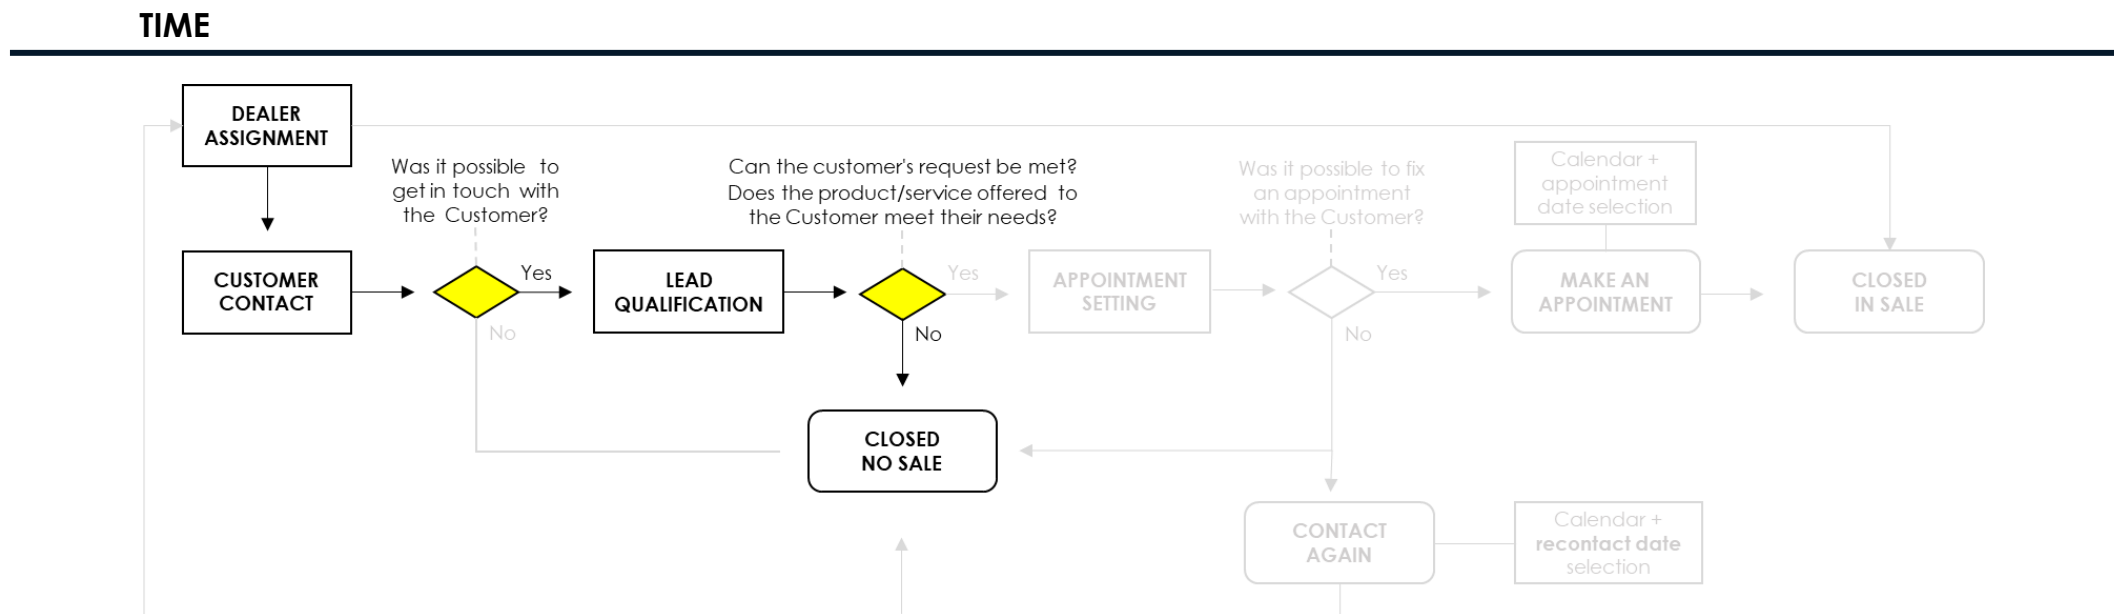 TIME
DEALER
ASSIGNMENT
Was it possible to
get in touch with
the Customer?
Can the customer's request be met?
Does the product/service offered to
the Customer meet their needs?
Was it possible to fix
an appointment
with the Customer?
Calendar +
appointment
date selection
CUSTOMER
CONTACT
Yes
No
LEAD
QUALIFICATION
Yes
No
APPOINTMENT
SETTING
Yes
No
MAKE AN
APPOINTMENT
CLOSED
IN SALE
CLOSED
NO SALE
CONTACT
AGAIN
Calendar +
recontact date
selection